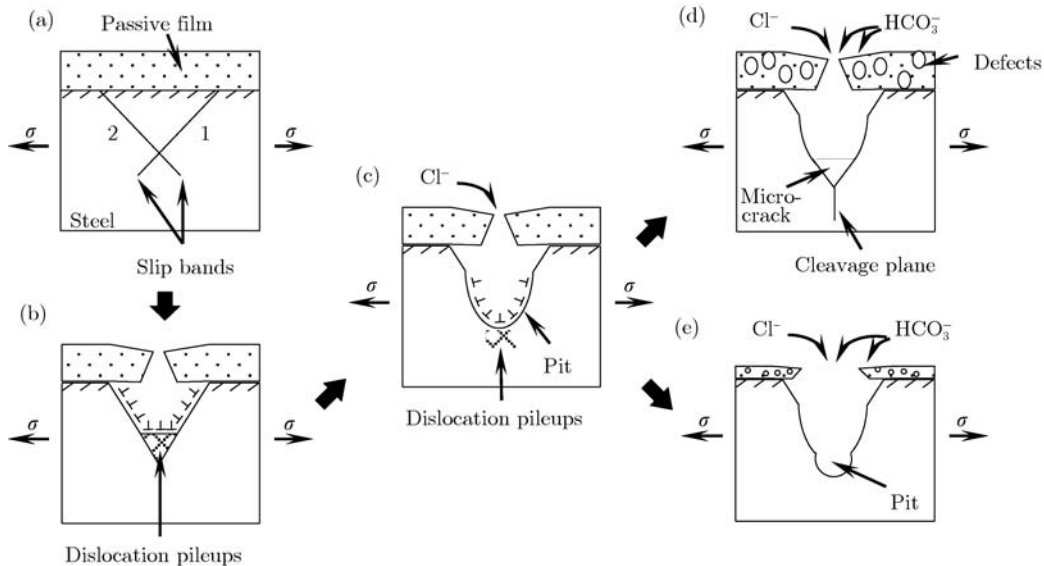 (a)
Passive film
σ
2
1
σ
Steel
Slip bands
(b)
σ
σ
Dislocation pileups
(c)
Cl⁻
σ
σ
Pit
Dislocation pileups
(d)
Cl⁻
HCO₃⁻
Defects
σ
σ
Micro-
crack
Cleavage plane
(e)
Cl⁻
HCO₃⁻
σ
σ
Pit